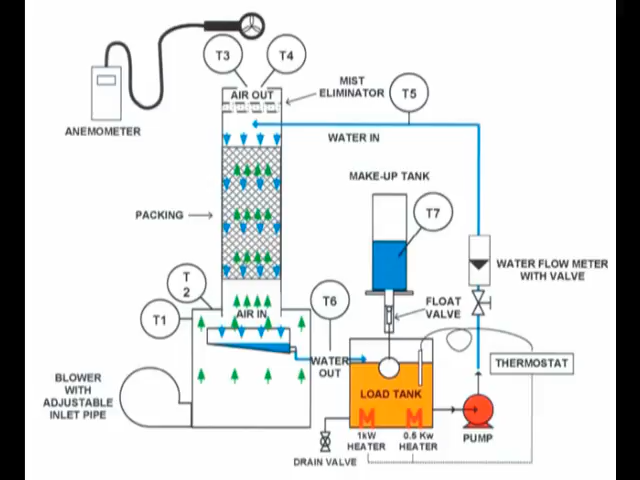 T3
T4
AIR OUT
MIST
ELIMINATOR
T5
ANEMOMETER
WATER IN
MAKE-UP TANK
PACKING
T7
WATER FLOW METER
WITH VALVE
T
2
T6
FLOAT
VALVE
T1
AIR IN
WATER
OUT
THERMOSTAT
BLOWER
WITH
ADJUSTABLE
INLET PIPE
LOAD TANK
1kW
HEATER
0.5 Kw
HEATER
PUMP
DRAIN VALVE